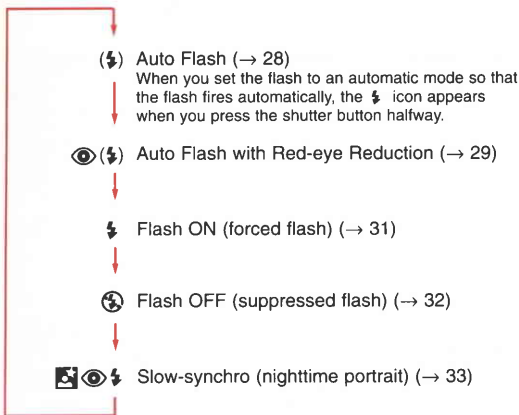 Auto Flash (→ 28)
When you set the flash to an automatic mode so that
the flash fires automatically, the icon appears
when you press the shutter button halfway.
Auto Flash with Red-eye Reduction (→ 29)
Flash ON (forced flash) (→ 31)
Flash OFF (suppressed flash) (→ 32)
Slow-synchro (nighttime portrait) (→ 33)